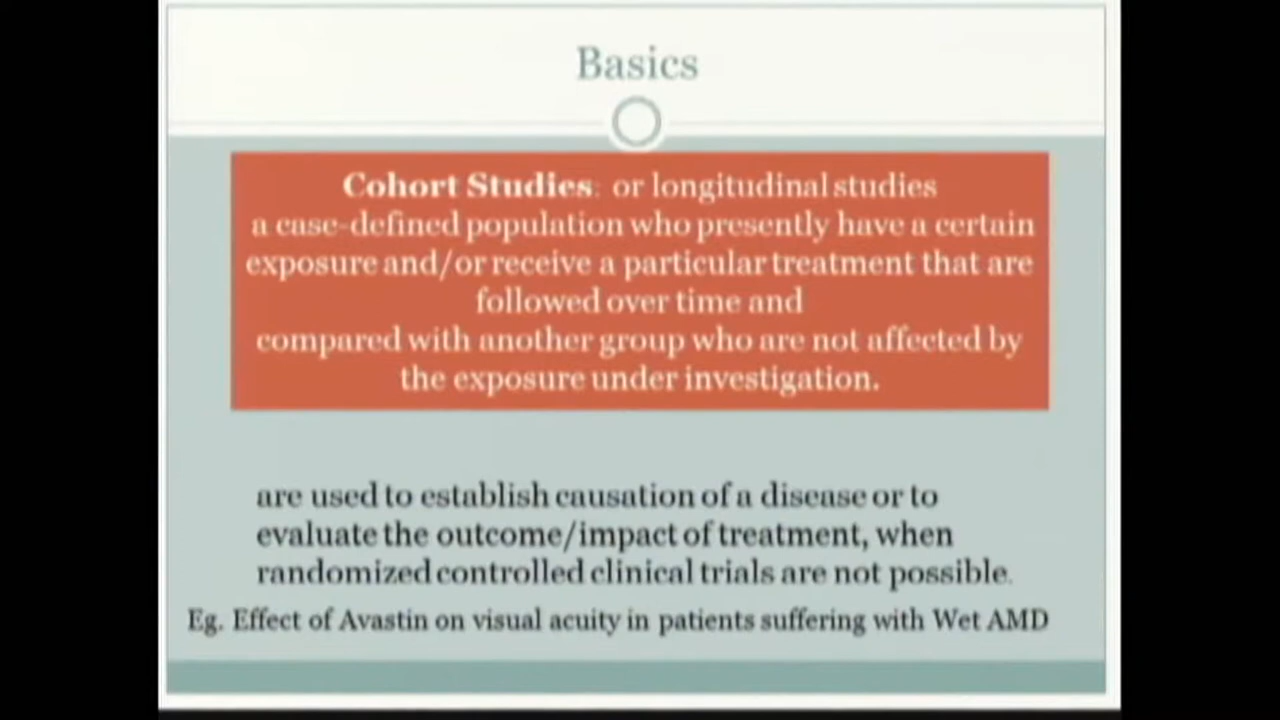 Basics
Cohort Studies: or longitudinal studies
a case-defined population who presently have a certain
exposure and/or receive a particular treatment that are
followed over time and
compared with another group who are not affected by
the exposure under investigation.
are used to establish causation of a disease or to
evaluate the outcome/impact of treatment, when
randomized controlled clinical trials are not possible.
Eg. Effect of Avastin on visual acuity in patients suffering with Wet AMD